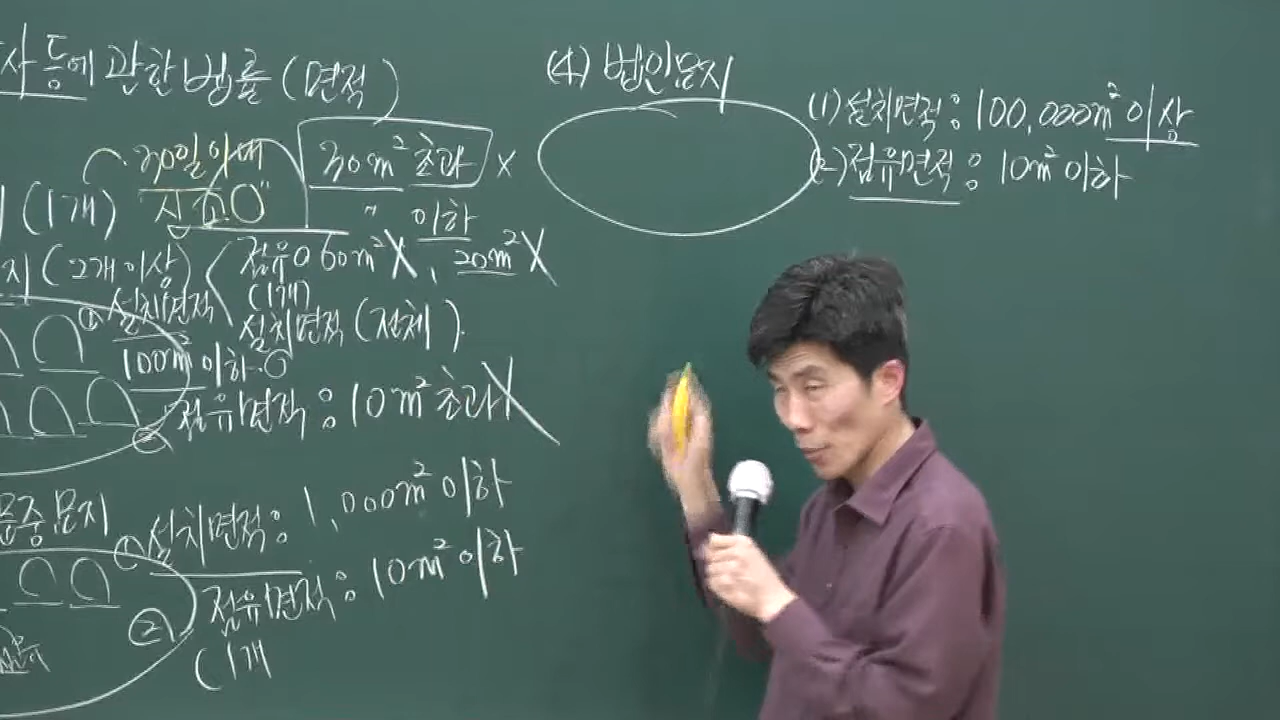 사 등에 관한 법률 (면적)
30일 이내
신고 O
30m² 초과 X
(1개)
〃 이하
지 (2개 이상)
점유 O 60m² X, 20m² X
(1개)
① 설치면적
설치면적 (전체).
100m² 이하. O
② 점유면적 : 10m² 초과 X
종중 문지
① 설치면적 : 1,000m² 이하
② 점유면적 : 10m² 이하
(1개
(4) 법인묘지
(1) 설치면적 : 100,000m² 이상
(2) 점유면적 : 10m² 이하